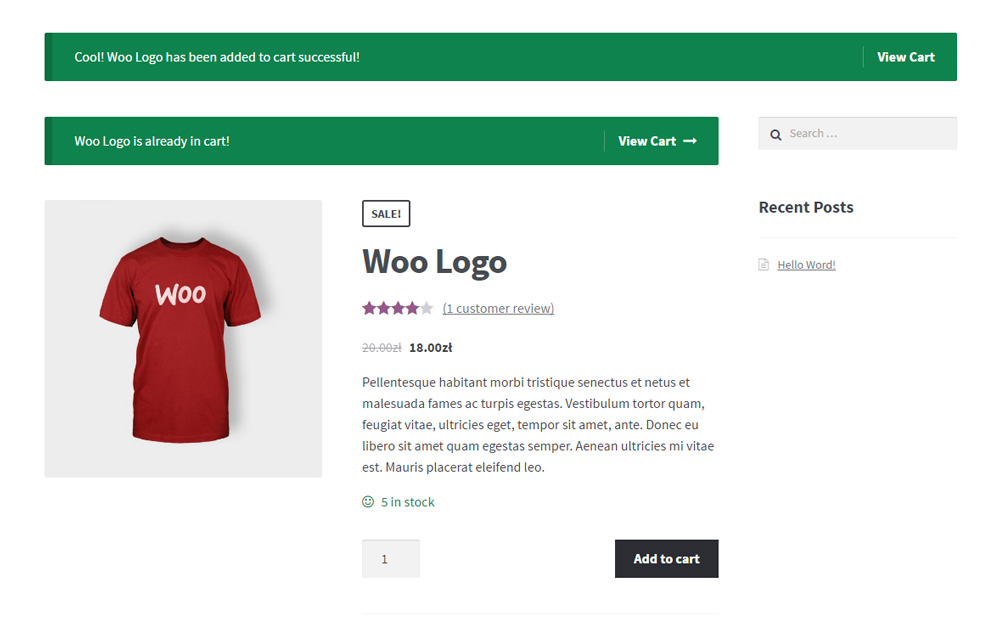 Cool! Woo Logo has been added to cart successful!
View Cart
Woo Logo is already in cart!
View Cart →
Search …
Recent Posts
Hello Word!
WOO
SALE!
Woo Logo
(1 customer review)
20.00zł 18.00zł
Pellentesque habitant morbi tristique senectus et netus et
malesuada fames ac turpis egestas. Vestibulum tortor quam,
feugiat vitae, ultricies eget, tempor sit amet, ante. Donec eu
libero sit amet quam egestas semper. Aenean ultricies mi vitae
est. Mauris placerat eleifend leo.
5 in stock
1
Add to cart